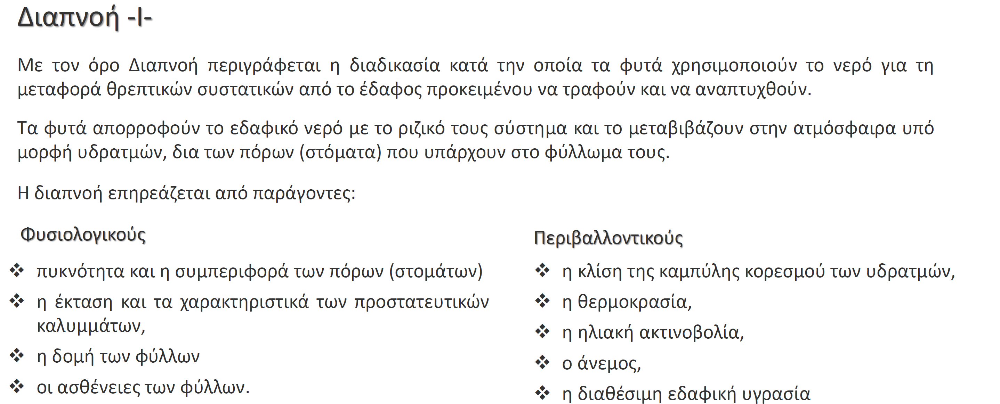 Διαπνοή -Ι-
Με τον όρο Διαπνοή περιγράφεται η διαδικασία κατά την οποία τα φυτά χρησιμοποιούν το νερό για τη
μεταφορά θρεπτικών συστατικών από το έδαφος προκειμένου να τραφούν και να αναπτυχθούν.
Τα φυτά απορροφούν το εδαφικό νερό με το ριζικό τους σύστημα και το μεταβιβάζουν στην ατμόσφαιρα υπό
μορφή υδρατμών, δια των πόρων (στόματα) που υπάρχουν στο φύλλωμα τους.
Η διαπνοή επηρεάζεται από παράγοντες:
Φυσιολογικούς
❖ πυκνότητα και η συμπεριφορά των πόρων (στομάτων)
❖ η έκταση και τα χαρακτηριστικά των προστατευτικών
καλυμμάτων,
❖ η δομή των φύλλων
❖ οι ασθένειες των φύλλων.
Περιβαλλοντικούς
❖ η κλίση της καμπύλης κορεσμού των υδρατμών,
❖ η θερμοκρασία,
❖ η ηλιακή ακτινοβολία,
❖ ο άνεμος,
❖ η διαθέσιμη εδαφική υγρασία